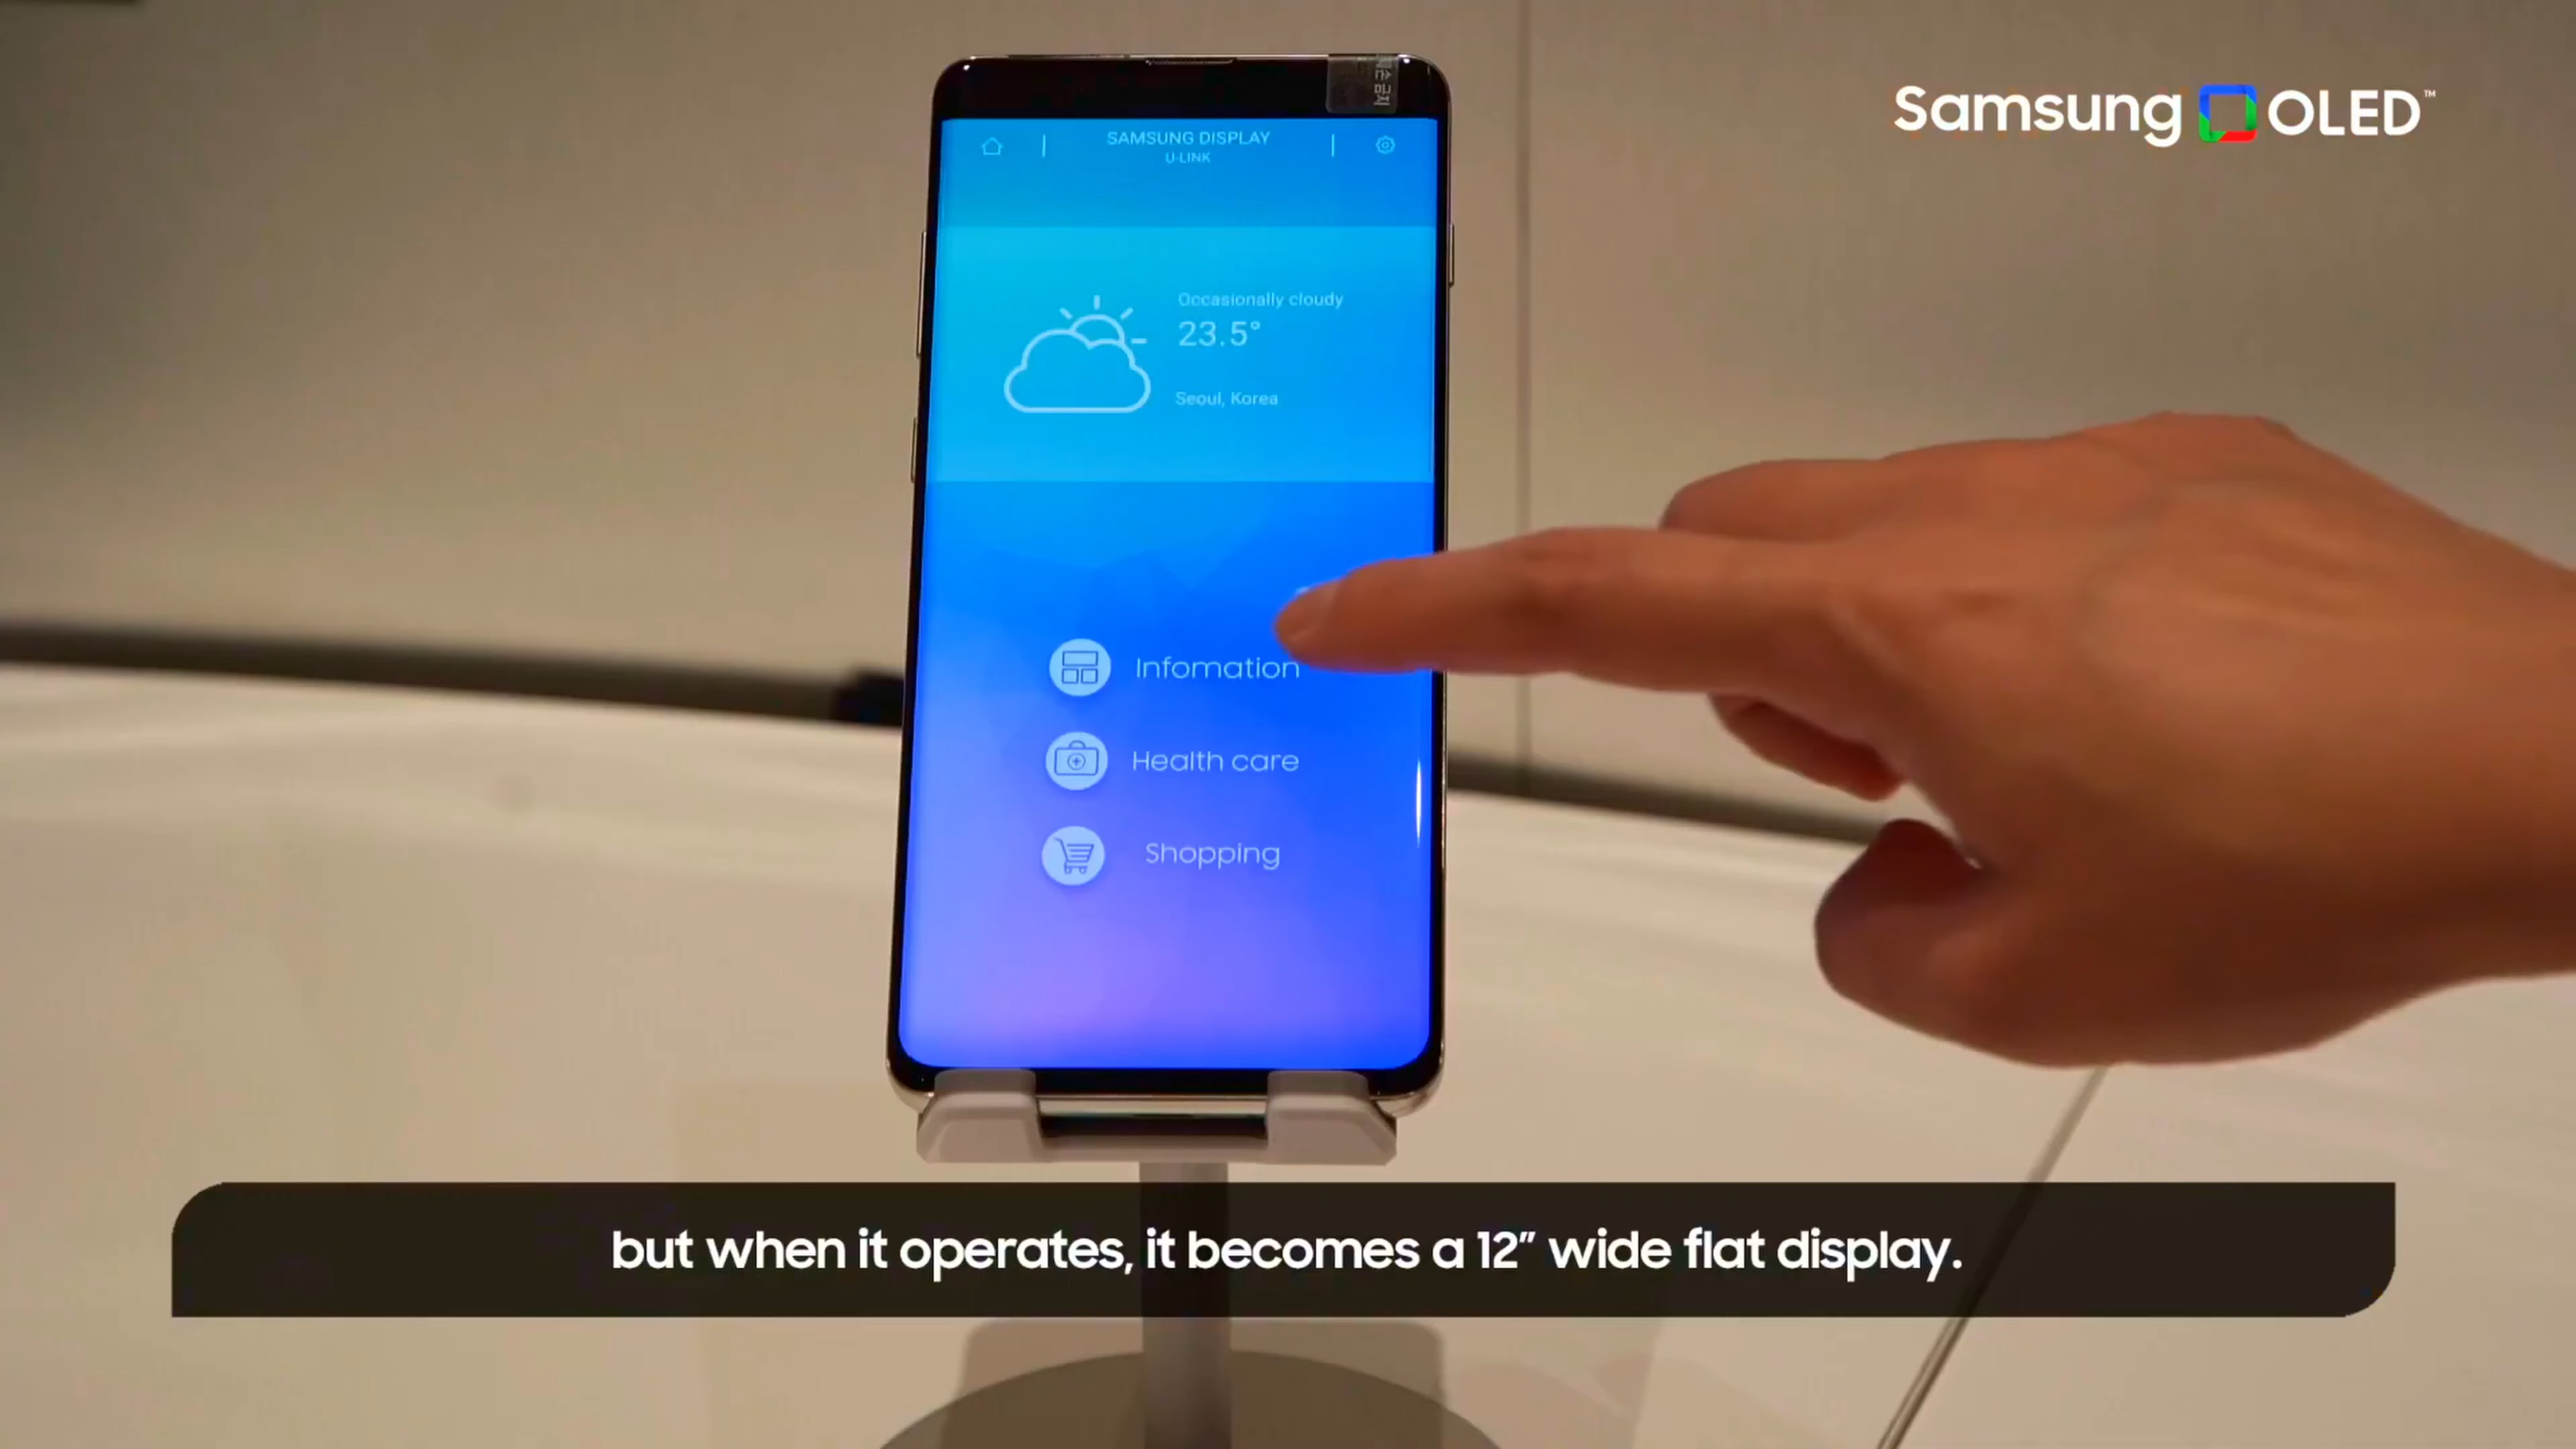 Samsung OLED™
SAMSUNG DISPLAY
U-LINK
Occasionally cloudy
23.5°
Seoul, Korea
Infomation
Health care
Shopping
but when it operates, it becomes a 12” wide flat display.